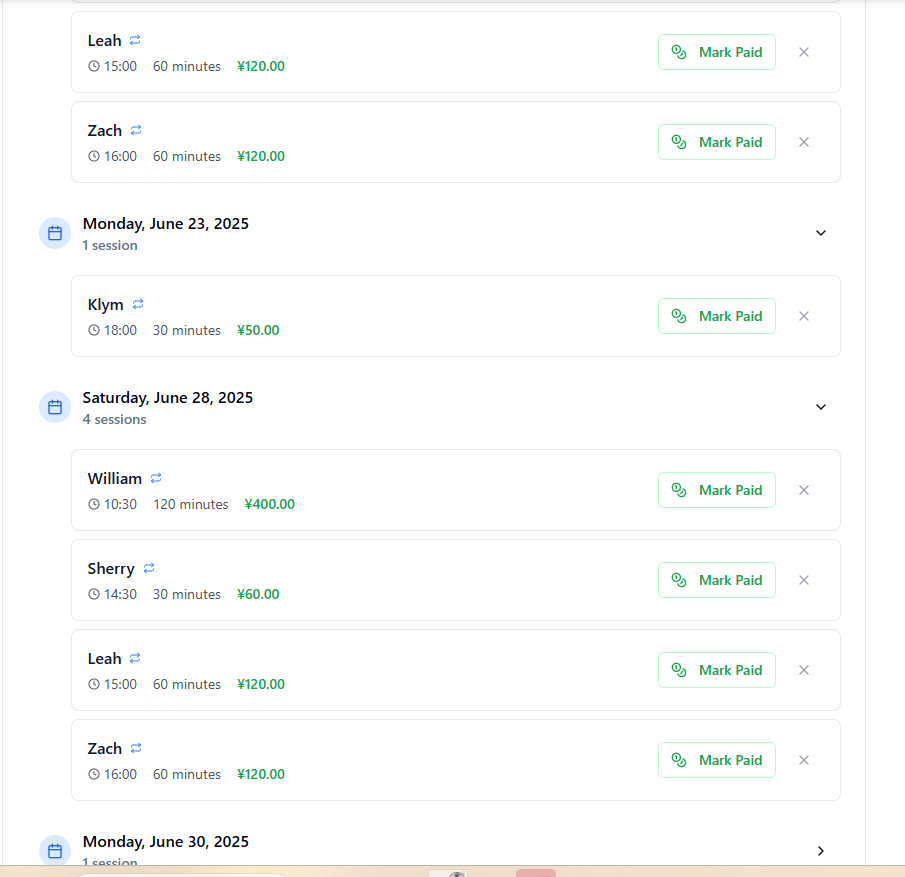 Leah
15:00 60 minutes ¥120.00
Mark Paid
Zach
16:00 60 minutes ¥120.00
Mark Paid
Monday, June 23, 2025
1 session
Klym
18:00 30 minutes ¥50.00
Mark Paid
Saturday, June 28, 2025
4 sessions
William
10:30 120 minutes ¥400.00
Mark Paid
Sherry
14:30 30 minutes ¥60.00
Mark Paid
Leah
15:00 60 minutes ¥120.00
Mark Paid
Zach
16:00 60 minutes ¥120.00
Mark Paid
Monday, June 30, 2025
1 session